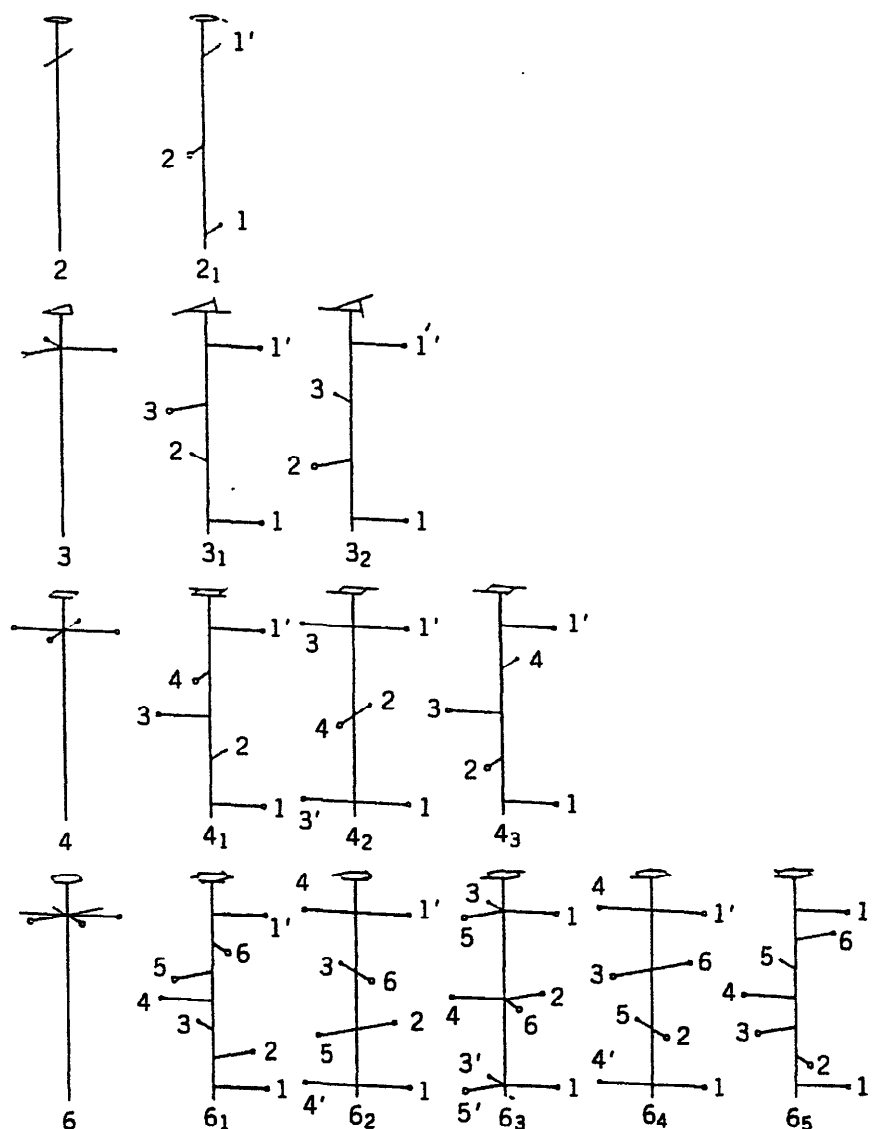 1'
2
1
2 2₁
1' 1''
3 3
2 2
1 1
3 3₁ 3₂
1' 3 1' 1'
4 4
3 4 2 3
2 2
1 3' 1 1
4 4₁ 4₂ 4₃
4 3 4
1' 1' 5 1 1' 1
6 6
5 3 6 3 6 5
4 4 2 4
3 2 6 5 3
2 5 2 2
1 4' 1 3' 5' 1 4' 1 1
6 6₁ 6₂ 6₃ 6₄ 6₅